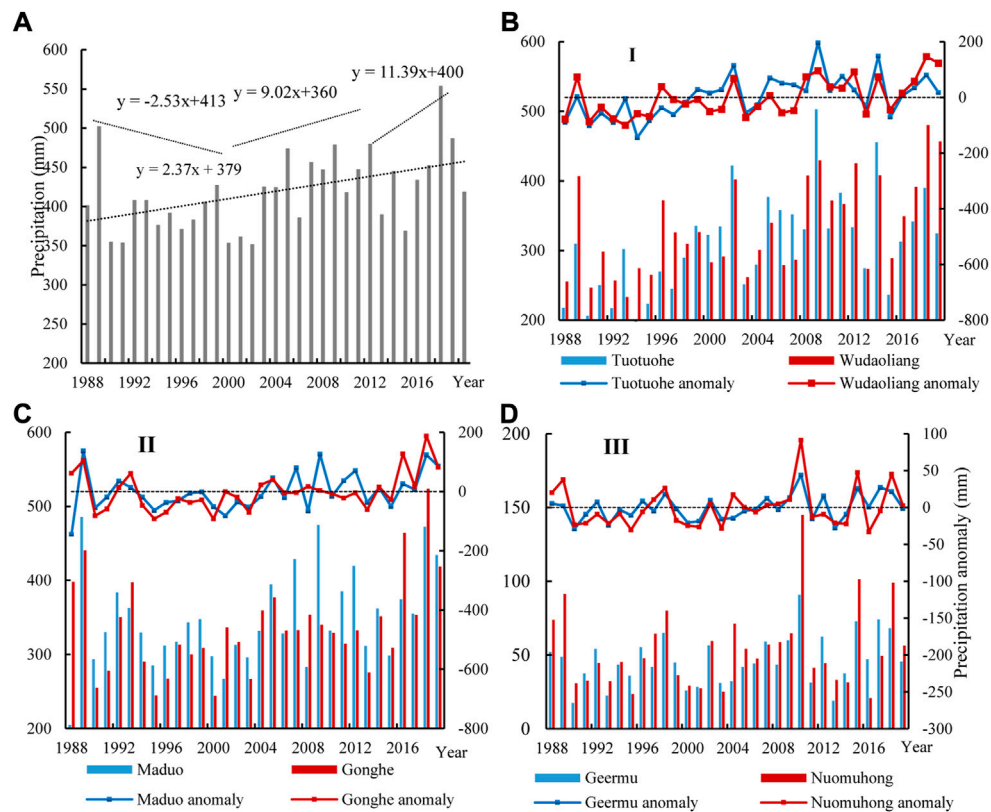 A
Precipitation (mm)
600
550
500
450
400
350
300
250
200
y = -2.53x+413
y = 9.02x+360
y = 11.39x+400
y = 2.37x + 379
1988
1992
1996
2000
2004
2008
2012
2016
Year
B
I
600
500
400
300
200
200
0
-200
-400
-600
-800
1988
1992
1996
2000
2004
2008
2012
2016
Year
Tuotuohe
Wudaoliang
Tuotuohe anomaly
Wudaoliang anomaly
C
II
600
500
400
300
200
200
0
-200
-400
-600
-800
1988
1992
1996
2000
2004
2008
2012
2016
Year
Maduo
Gonghe
Maduo anomaly
Gonghe anomaly
D
III
200
150
100
50
0
100
50
0
-50
-100
-150
-200
-250
-300
Precipitation anomaly (mm)
1988
1992
1996
2000
2004
2008
2012
2016
Year
Geermu
Nuomuhong
Geermu anomaly
Nuomuhong anomaly